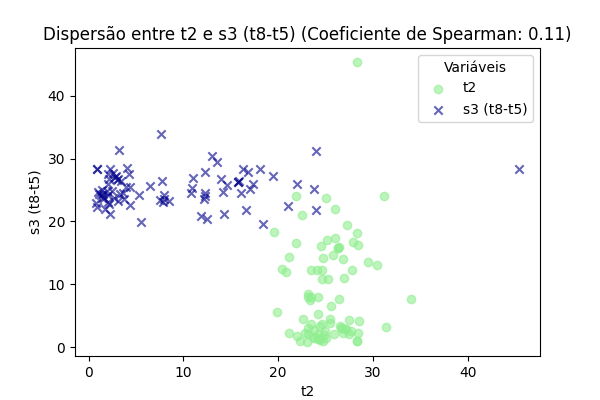 Dispersão entre t2 e s3 (t8-t5) (Coeficiente de Spearman: 0.11)
Variáveis
t2
s3 (t8-t5)
40
30
20
10
0
s3 (t8-t5)
0 10 20 30 40
t2